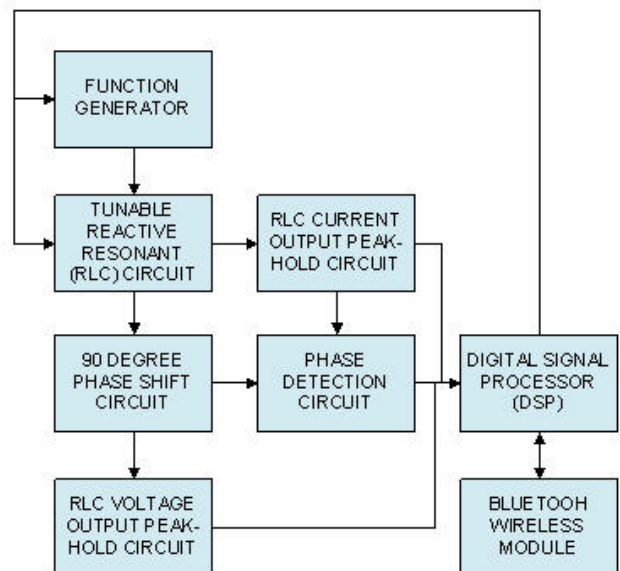 FUNCTION
GENERATOR
TUNABLE
REACTIVE
RESONANT
(RLC) CIRCUIT
RLC CURRENT
OUTPUT PEAK-
HOLD CIRCUIT
90 DEGREE
PHASE SHIFT
CIRCUIT
PHASE
DETECTION
CIRCUIT
DIGITAL SIGNAL
PROCESSOR
(DSP)
RLC VOLTAGE
OUTPUT PEAK-
HOLD CIRCUIT
BLUETOOH
WIRELESS
MODULE